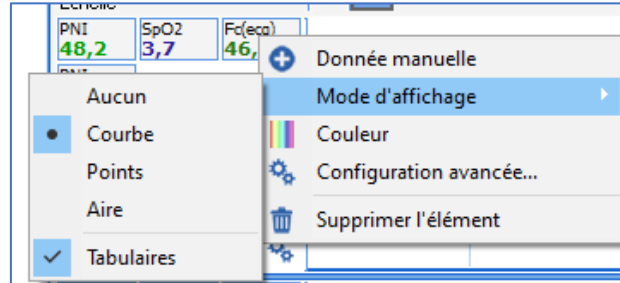 Echelle
PNI SpO2 Fc(ecg)
48,2 3,7 46,
PNI
Donnée manuelle
Mode d'affichage
Couleur
Configuration avancée...
Supprimer l'élément
Aucun
Courbe
Points
Aire
Tabulaires